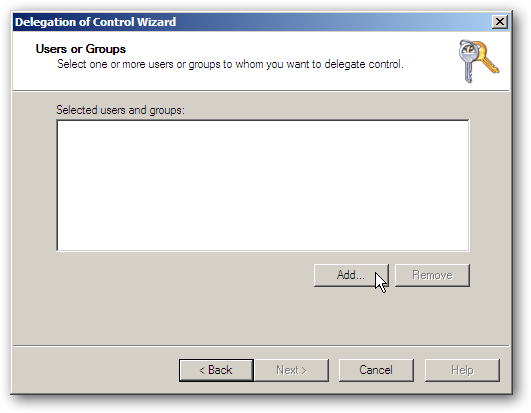 Delegation of Control Wizard
Users or Groups
Select one or more users or groups to whom you want to delegate control.
Selected users and groups:
Add...
Remove
< Back
Next >
Cancel
Help